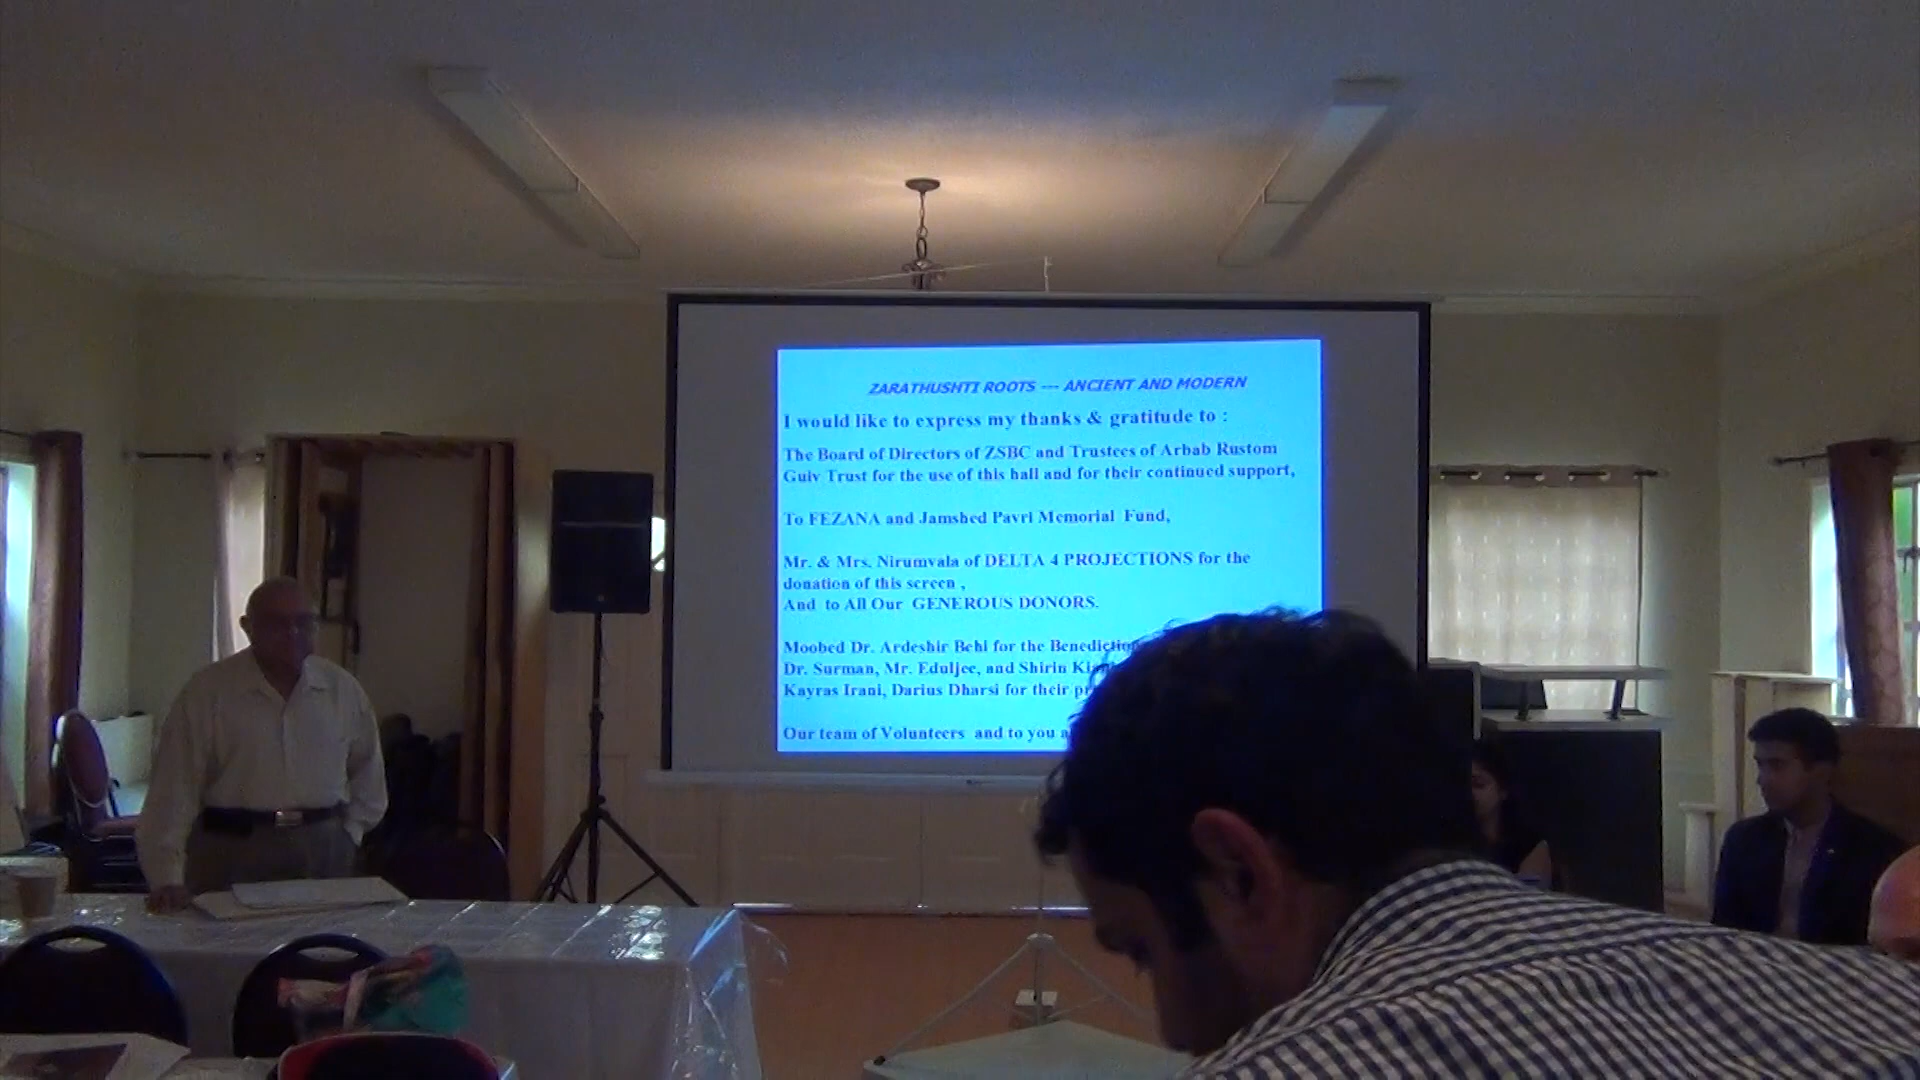 ZARATHUSHTI ROOTS --- ANCIENT AND MODERN
I would like to express my thanks & gratitude to :
The Board of Directors of ZSBC and Trustees of Arbab Rustom
Guiv Trust for the use of this hall and for their continued support,
To FEZANA and Jamshed Pavri Memorial Fund,
Mr. & Mrs. Nirumvala of DELTA 4 PROJECTIONS for the
donation of this screen ,
And to All Our GENEROUS DONORS.
Moobed Dr. Ardeshir Behi for the Benediction
Dr. Surman, Mr. Eduljee, and Shirin
Kayras Irani, Darius Dharsi for their
Our team of Volunteers and to you